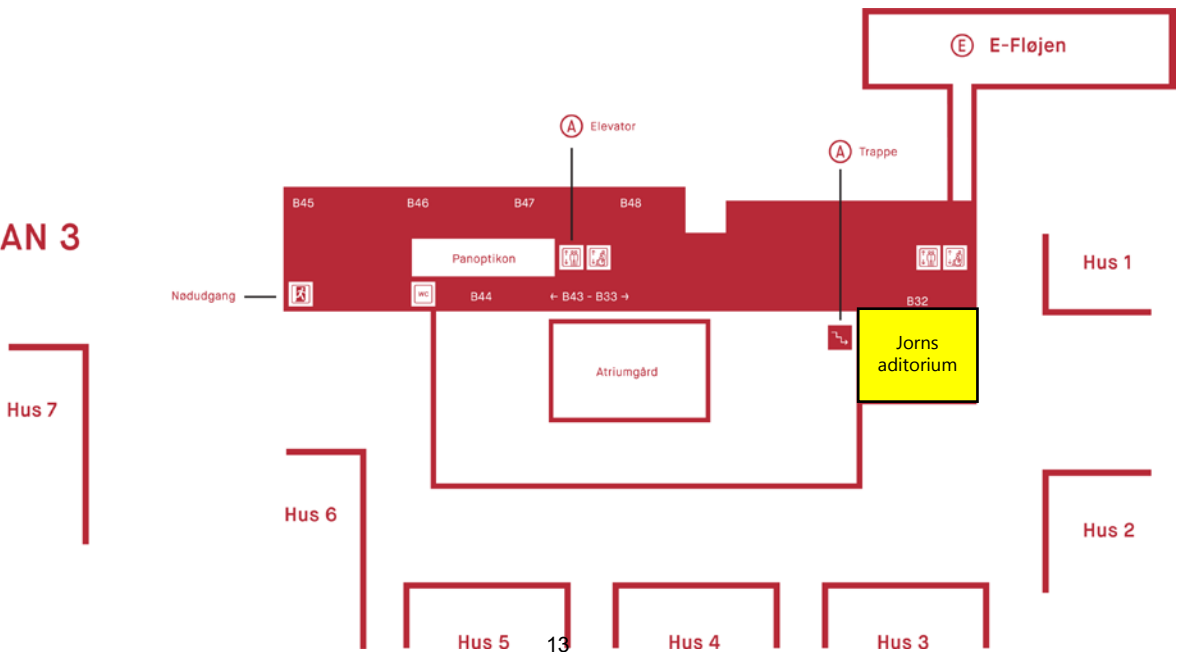 E E-Fløjen
A Elevator
A Trappe
B45 B46 B47 B48
AN 3
Panoptikon
Hus 1
Nødudgang
WC
B44 ← B43 - B33 →
B32
Jorns
aditorium
Atriumgård
Hus 7
Hus 6
Hus 2
Hus 5
13
Hus 4
Hus 3